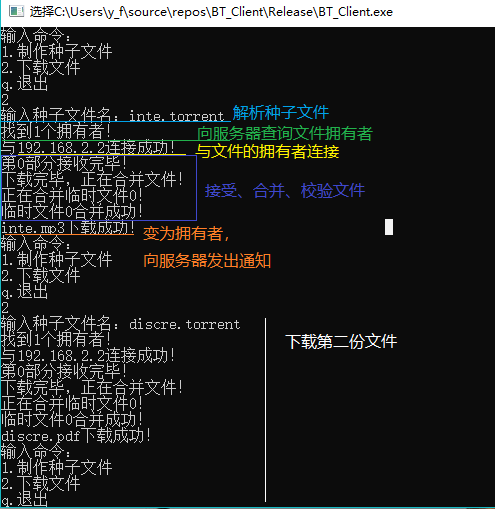 选择C:\Users\y_f\source\repos\BT_Client\Release\BT_Client.exe
输入命令:
1.制作种子文件
2.下载文件
q.退出
2
输入种子文件名: inte.torrent 解析种子文件
找到1个拥有者! 向服务器查询文件拥有者
与192.168.2.2连接成功! 与文件的拥有者连接
第0部分接收完毕!
下载完毕, 正在合并文件!
正在合并临时文件0! 接受、合并、校验文件
临时文件0合并成功!
inte.mp3下载成功! 变为拥有者,
输入命令:
1.制作种子文件 向服务器发出通知
2.下载文件
q.退出
2
输入种子文件名: discre.torrent
找到1个拥有者! 下载第二份文件
与192.168.2.2连接成功!
第0部分接收完毕!
下载完毕, 正在合并文件!
正在合并临时文件0!
临时文件0合并成功!
discre.pdf下载成功!
输入命令:
1.制作种子文件
2.下载文件
q.退出